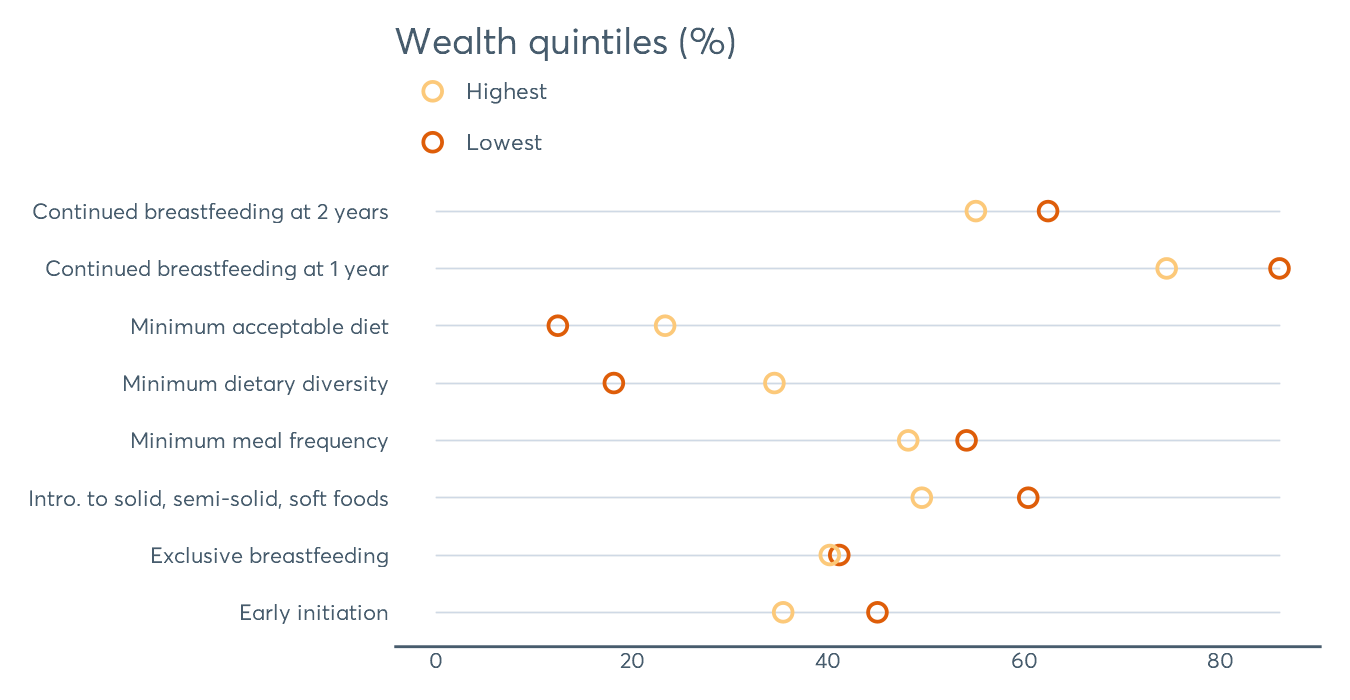 Wealth quintiles (%)
Highest
Lowest
Continued breastfeeding at 2 years
Continued breastfeeding at 1 year
Minimum acceptable diet
Minimum dietary diversity
Minimum meal frequency
Intro. to solid, semi-solid, soft foods
Exclusive breastfeeding
Early initiation
0 20 40 60 80